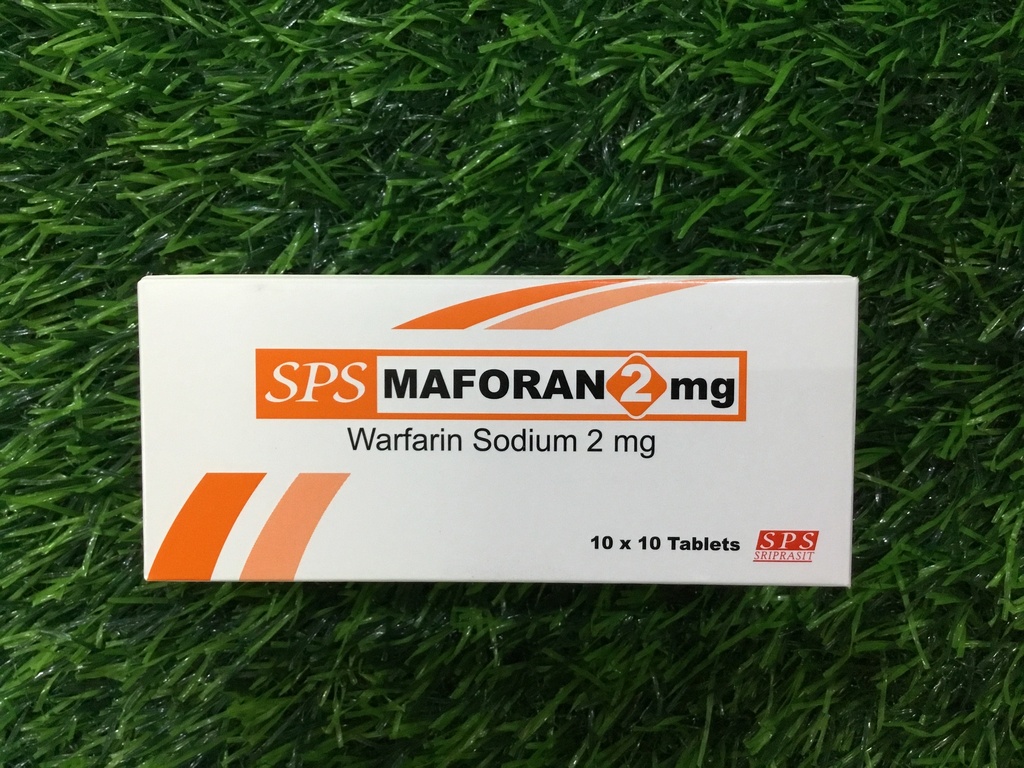 SPS MAFORAN 2 mg
Warfarin Sodium 2 mg
10 x 10 Tablets
SPS
SRIPRASIT